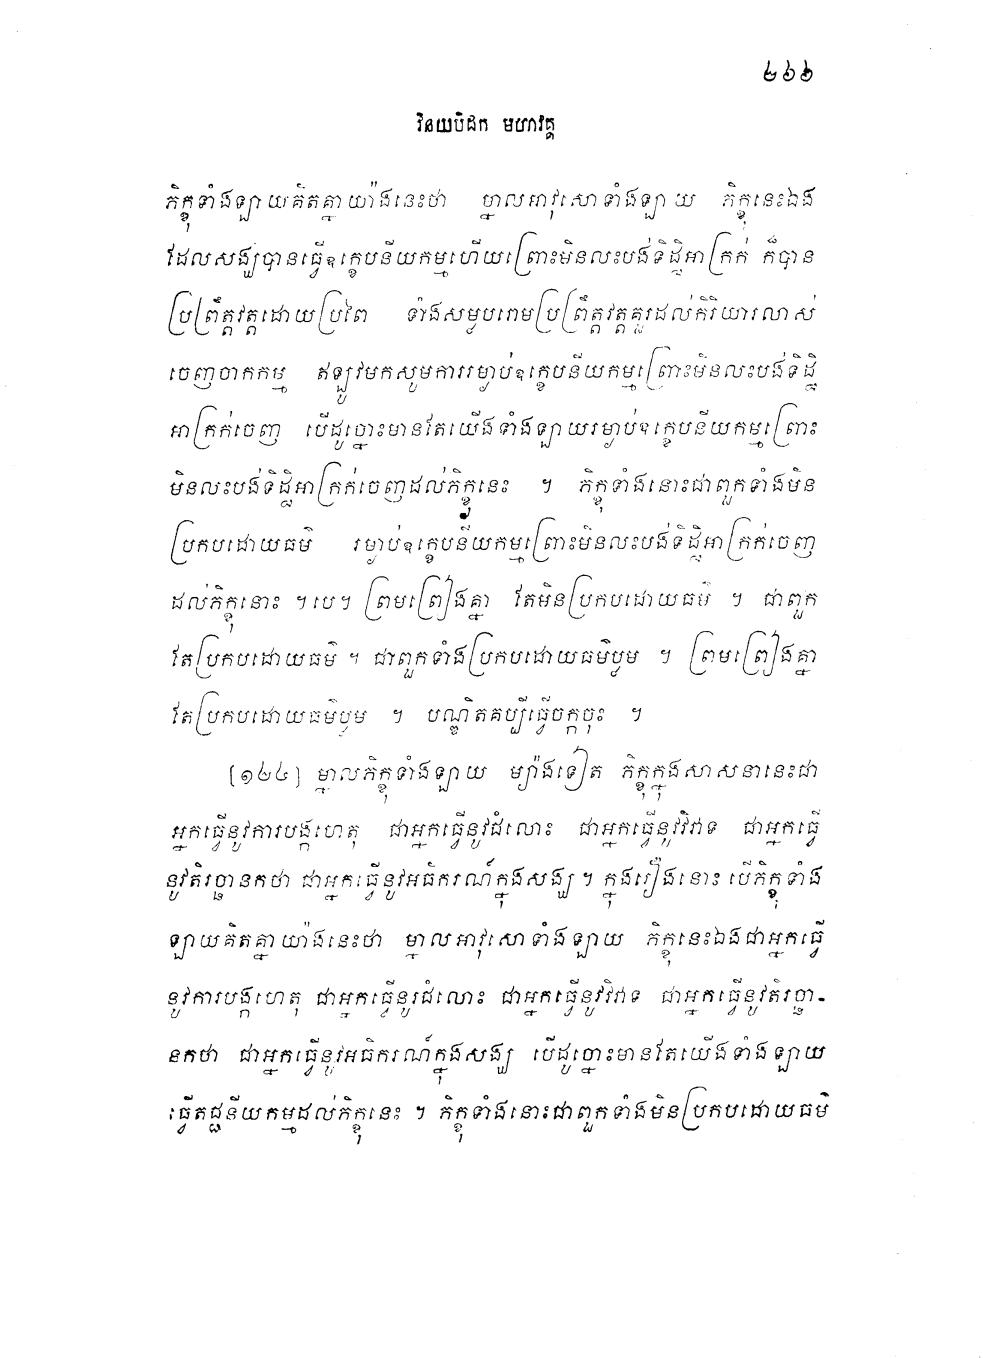 ២៦៦
វិនយបិដក មហាវគ្គ
ភិក្ខុទាំងឡាយគិតគ្នាយ៉ាងនេះថា ម្នាលអាវុសោទាំងឡាយ ភិក្ខុនេះឯង
ដែលសង្ឃបានធ្វើឧក្ខេបនីយកម្មហើយព្រោះមិនលះបង់ទិដ្ឋិអាក្រក់ ក៏បាន
ប្រព្រឹត្តវត្តដោយប្រពៃ ទាំងសម្ងបរោមប្រព្រឹត្តវត្តគួរដល់កិរិយារលាស់
ចេញចាកកម្ម ឥឡូវមកសូមការរម្ងាប់ឧក្ខេបនីយកម្មព្រោះមិនលះបង់ទិដ្ឋិ
អាក្រក់ចេញ បើដូច្នោះមានតែយើងទាំងឡាយរម្ងាប់ឧក្ខេបនីយកម្មព្រោះ
មិនលះបង់ទិដ្ឋិអាក្រក់ចេញដល់ភិក្ខុនេះ ។ ភិក្ខុទាំងនោះជាពួកទាំងមិន
ប្រកបដោយធម៌ រម្ងាប់ឧក្ខេបនីយកម្មព្រោះមិនលះបង់ទិដ្ឋិអាក្រក់ចេញ
ដល់ភិក្ខុនោះ ។បេ។ ព្រមព្រៀងគ្នា តែមិនប្រកបដោយធម៌ ។ ជាពួក
តែប្រកបដោយធម៌ ។ ជាពួកទាំងប្រកបដោយធម៌ប្ងម ។ ព្រមព្រៀងគ្នា
តែប្រកបដោយធម៌ប្ងម ។ បណ្ឌិតគប្បីធ្វើចក្កចុះ ។
[១៤៤] ម្នាលភិក្ខុទាំងឡាយ ម្យ៉ាងទៀត ភិក្ខុក្នុងសាសនានេះជា
អ្នកធ្វើនូវការបង្កហេតុ ជាអ្នកធ្វើនូវជំលោះ ជាអ្នកធ្វើនូវវិវាទ ជាអ្នកធ្វើ
នូវតិរច្ឆានកថា ជាអ្នកធ្វើនូវអធិករណ៍ក្នុងសង្ឃ ។ ក្នុងរឿងនោះ បើភិក្ខុទាំង
ឡាយគិតគ្នាយ៉ាងនេះថា ម្នាលអាវុសោទាំងឡាយ ភិក្ខុនេះឯងជាអ្នកធ្វើ
នូវការបង្កហេតុ ជាអ្នកធ្វើនូវជំលោះ ជាអ្នកធ្វើនូវវិវាទ ជាអ្នកធ្វើនូវតិរច្ឆា-
នកថា ជាអ្នកធ្វើនូវអធិករណ៍ក្នុងសង្ឃ បើដូច្នោះមានតែយើងទាំងឡាយ
ធ្វើតជ្ជនីយកម្មដល់ភិក្ខុនេះ ។ ភិក្ខុទាំងនោះជាពួកទាំងមិនប្រកបដោយធម៌